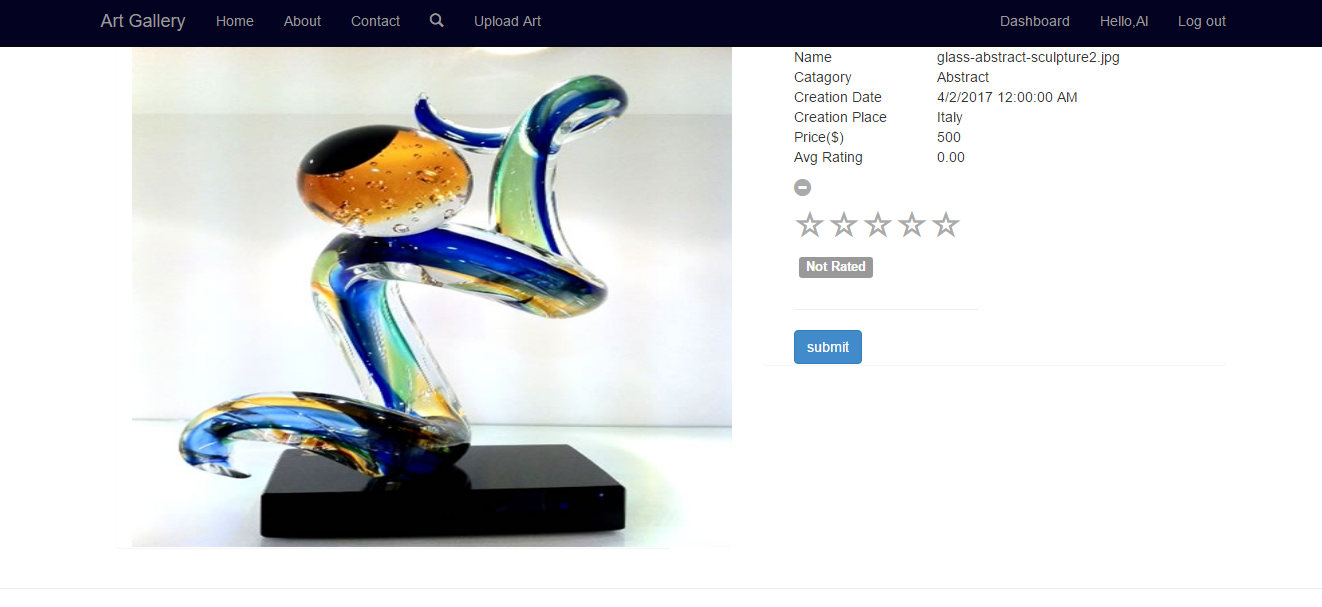 Art Gallery Home About Contact Upload Art Dashboard Hello,AI Log out
Name glass-abstract-sculpture2.jpg
Catagory Abstract
Creation Date 4/2/2017 12:00:00 AM
Creation Place Italy
Price($) 500
Avg Rating 0.00
Not Rated
submit